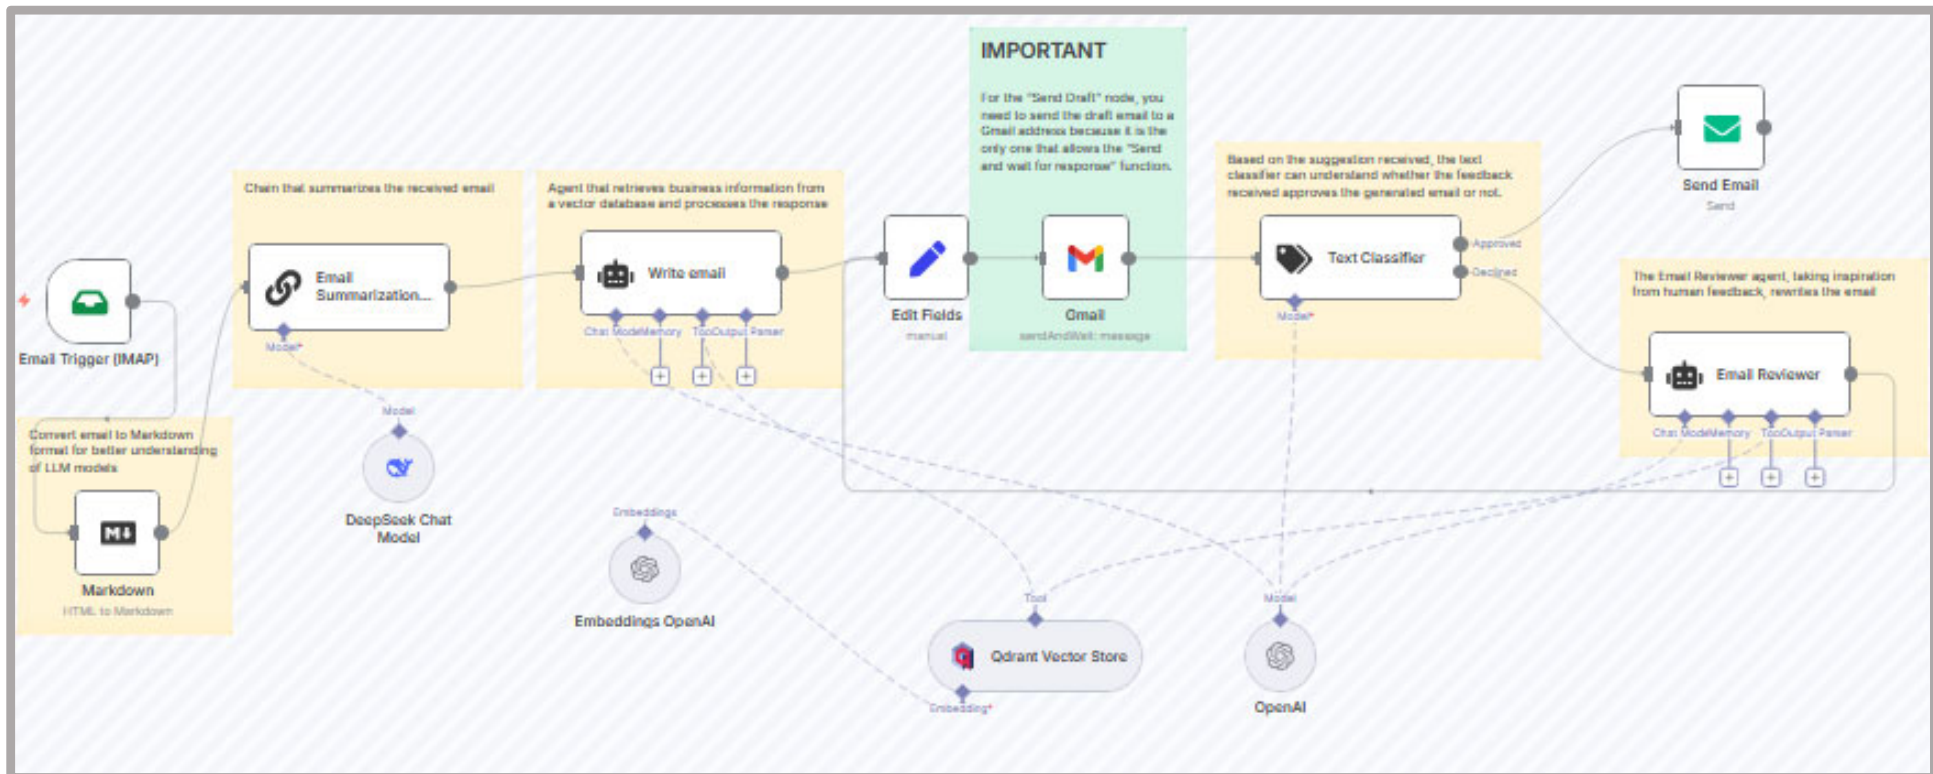 IMPORTANT
For the "Send Draft" node, you
need to send the draft email to a
Gmail address because it is the
only one that allows the "Send
and wait for response" function.
Chain that summarizes the received email
Agent that retrieves business information from
a vector database and processes the response
Based on the suggestion received, the text
classifier can understand whether the feedback
received approves the generated email or not.
Send Email
Send
Email Trigger (IMAP)
Email
Summarization...
Model*
Write email
Chat Model
Memory
Tool
Output Parser
Edit Fields
manual
Gmail
sendAndWait: message
Text Classifier
Approved
Declined
Model*
The Email Reviewer agent, taking inspiration
from human feedback, rewrites the email
Email Reviewer
Chat Model
Memory
Tool
Output Parser
Convert email to Markdown
format for better understanding
of LLM models
Markdown
HTML to Markdown
Model
DeepSeek Chat
Model
Embeddings
Embeddings OpenAI
Tool
Qdrant Vector Store
Embedding*
Model
OpenAI